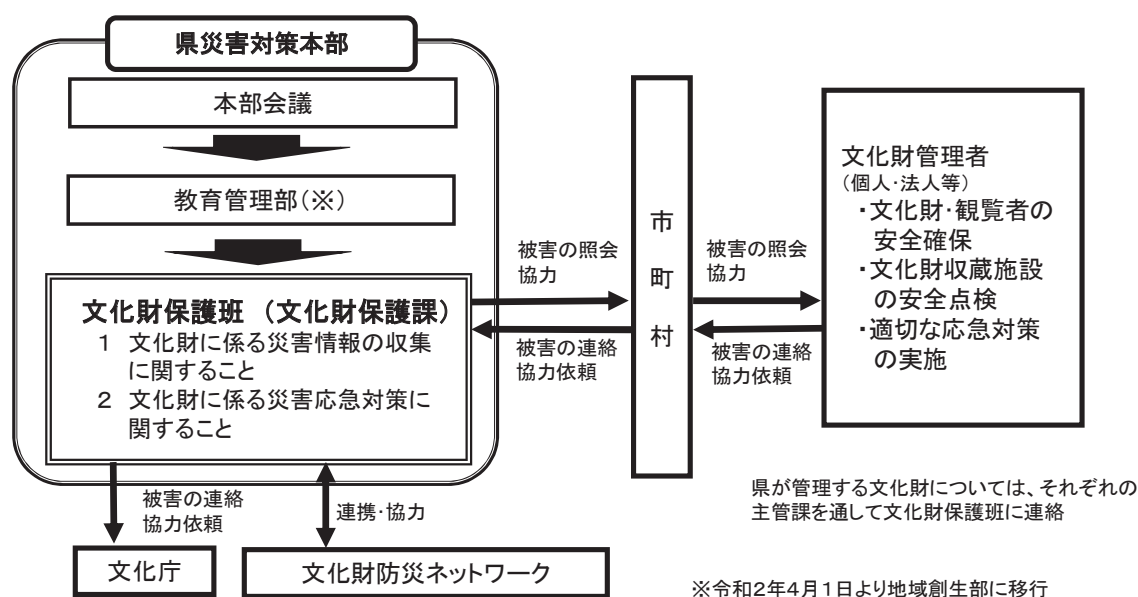 県災害対策本部
本部会議
教育管理部(※)
文化財保護班 (文化財保護課)
1 文化財に係る災害情報の収集
に関すること
2 文化財に係る災害応急対策に
関すること
被害の照会
協力
被害の連絡
協力依頼
市
町
村
被害の照会
協力
被害の連絡
協力依頼
文化財管理者
(個人・法人等)
・文化財・観覧者の
安全確保
・文化財収蔵施設
の安全点検
・適切な応急対策
の実施
被害の連絡
協力依頼
連携・協力
文化庁
文化財防災ネットワーク
県が管理する文化財については、それぞれの
主管課を通して文化財保護班に連絡
※令和2年4月1日より地域創生部に移行